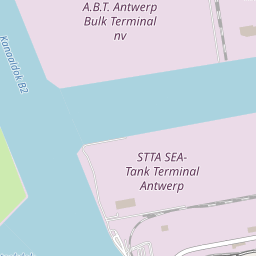 A.B.T. Antwerp
Bulk Terminal
nv
Kanaaldok B2
STTA SEA-
Tank Terminal
Antwerp